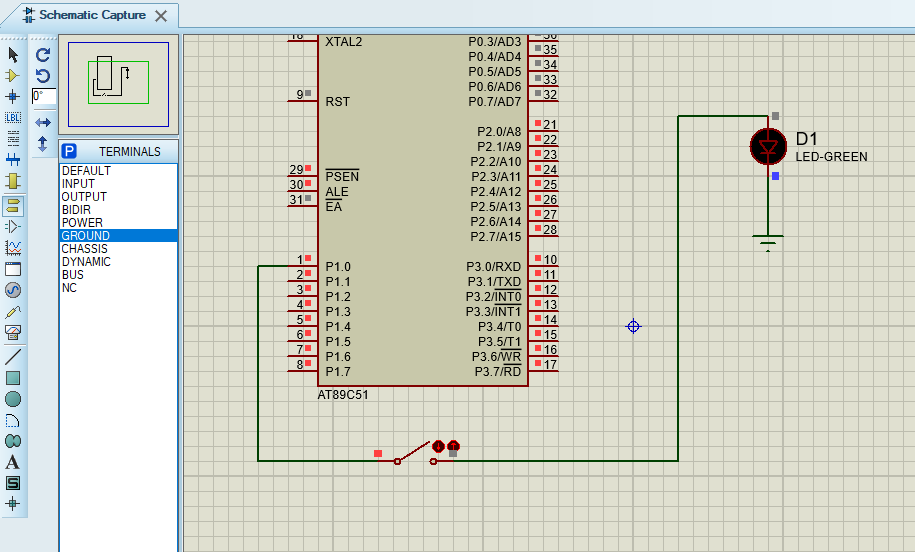 Schematic Capture
0°
LBL
A
S
P TERMINALS
DEFAULT
INPUT
OUTPUT
BIDIR
POWER
GROUND
CHASSIS
DYNAMIC
BUS
NC
18 XTAL2
9 RST
29 PSEN
30 ALE
31 EA
1 P1.0
2 P1.1
3 P1.2
4 P1.3
5 P1.4
6 P1.5
7 P1.6
8 P1.7
P0.3/AD3 36
P0.4/AD4 35
P0.5/AD5 34
P0.6/AD6 33
P0.7/AD7 32
P2.0/A8 21
P2.1/A9 22
P2.2/A10 23
P2.3/A11 24
P2.4/A12 25
P2.5/A13 26
P2.6/A14 27
P2.7/A15 28
P3.0/RXD 10
P3.1/TXD 11
P3.2/INT0 12
P3.3/INT1 13
P3.4/T0 14
P3.5/T1 15
P3.6/WR 16
P3.7/RD 17
AT89C51
D1
LED-GREEN